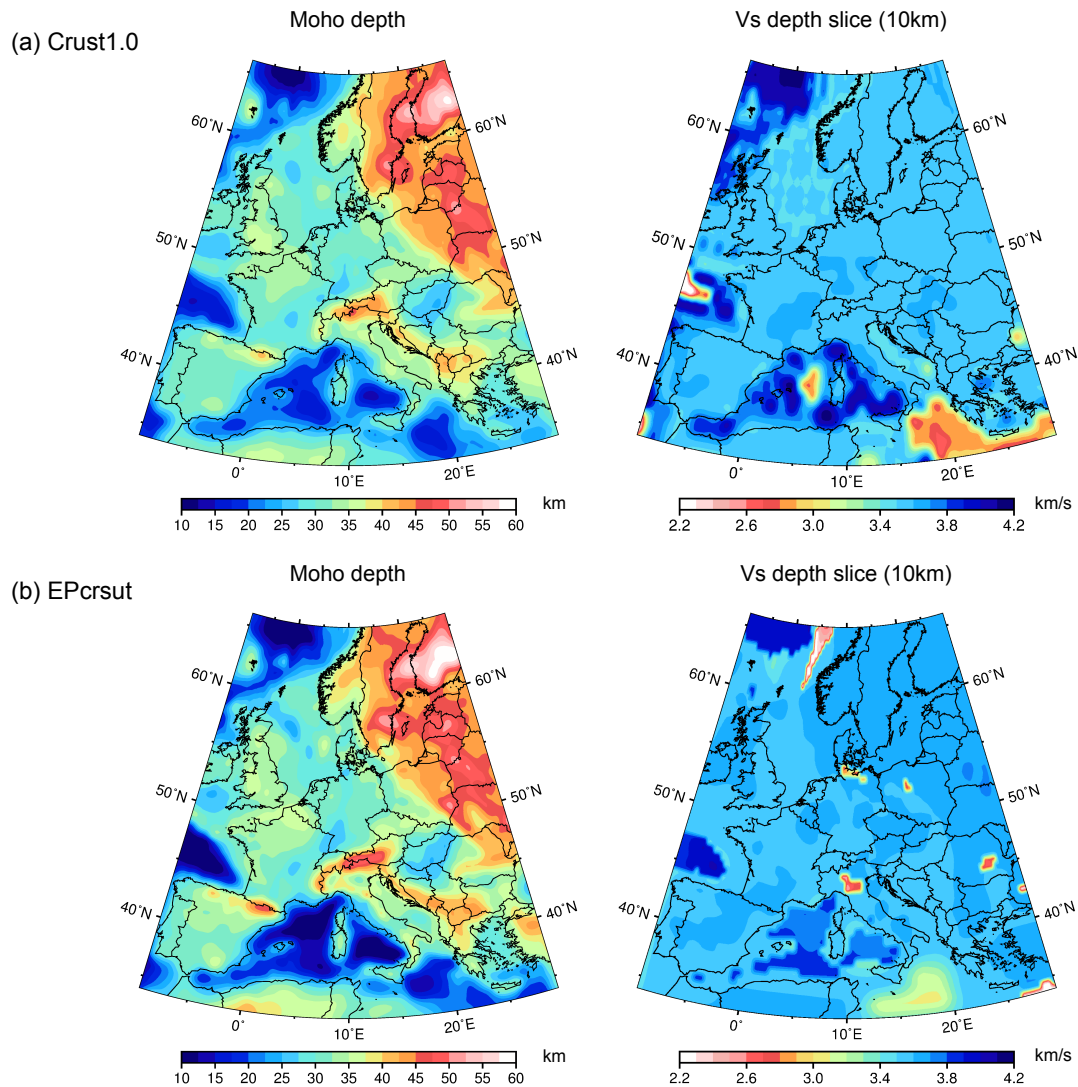 Moho depth
Vs depth slice (10km)
(a) Crust1.0
60˚N
60˚N
60˚N
60˚N
50˚N
50˚N
50˚N
50˚N
40˚N
40˚N
40˚N
40˚N
0˚
10˚E
20˚E
0˚
10˚E
20˚E
km
km/s
10 15 20 25 30 35 40 45 50 55 60
2.2 2.6 3.0 3.4 3.8 4.2
Moho depth
Vs depth slice (10km)
(b) EPcrsut
60˚N
60˚N
60˚N
60˚N
50˚N
50˚N
50˚N
50˚N
40˚N
40˚N
40˚N
40˚N
0˚
10˚E
20˚E
0˚
10˚E
20˚E
km
km/s
10 15 20 25 30 35 40 45 50 55 60
2.2 2.6 3.0 3.4 3.8 4.2